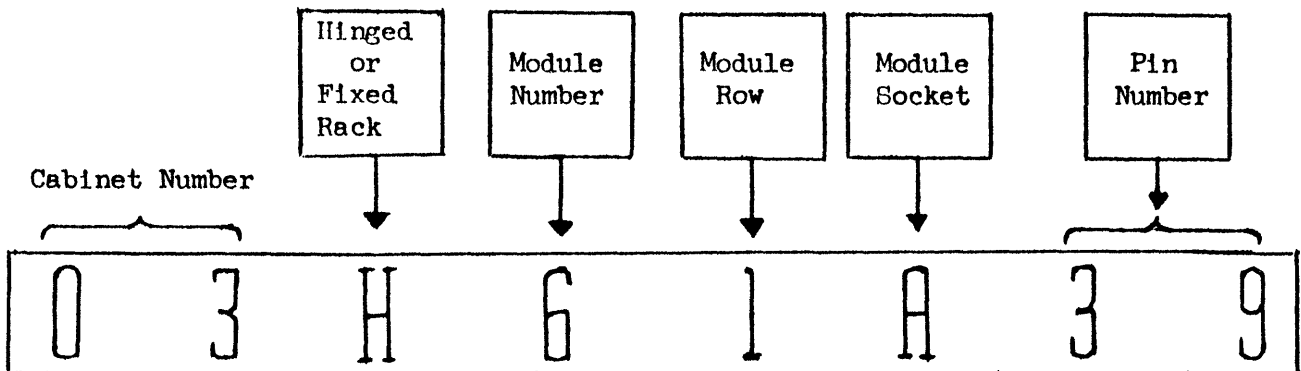 Hinged
or
Fixed
Rack
Module
Number
Module
Row
Module
Socket
Pin
Number
Cabinet Number
0 3 H 6 1 A 3 9